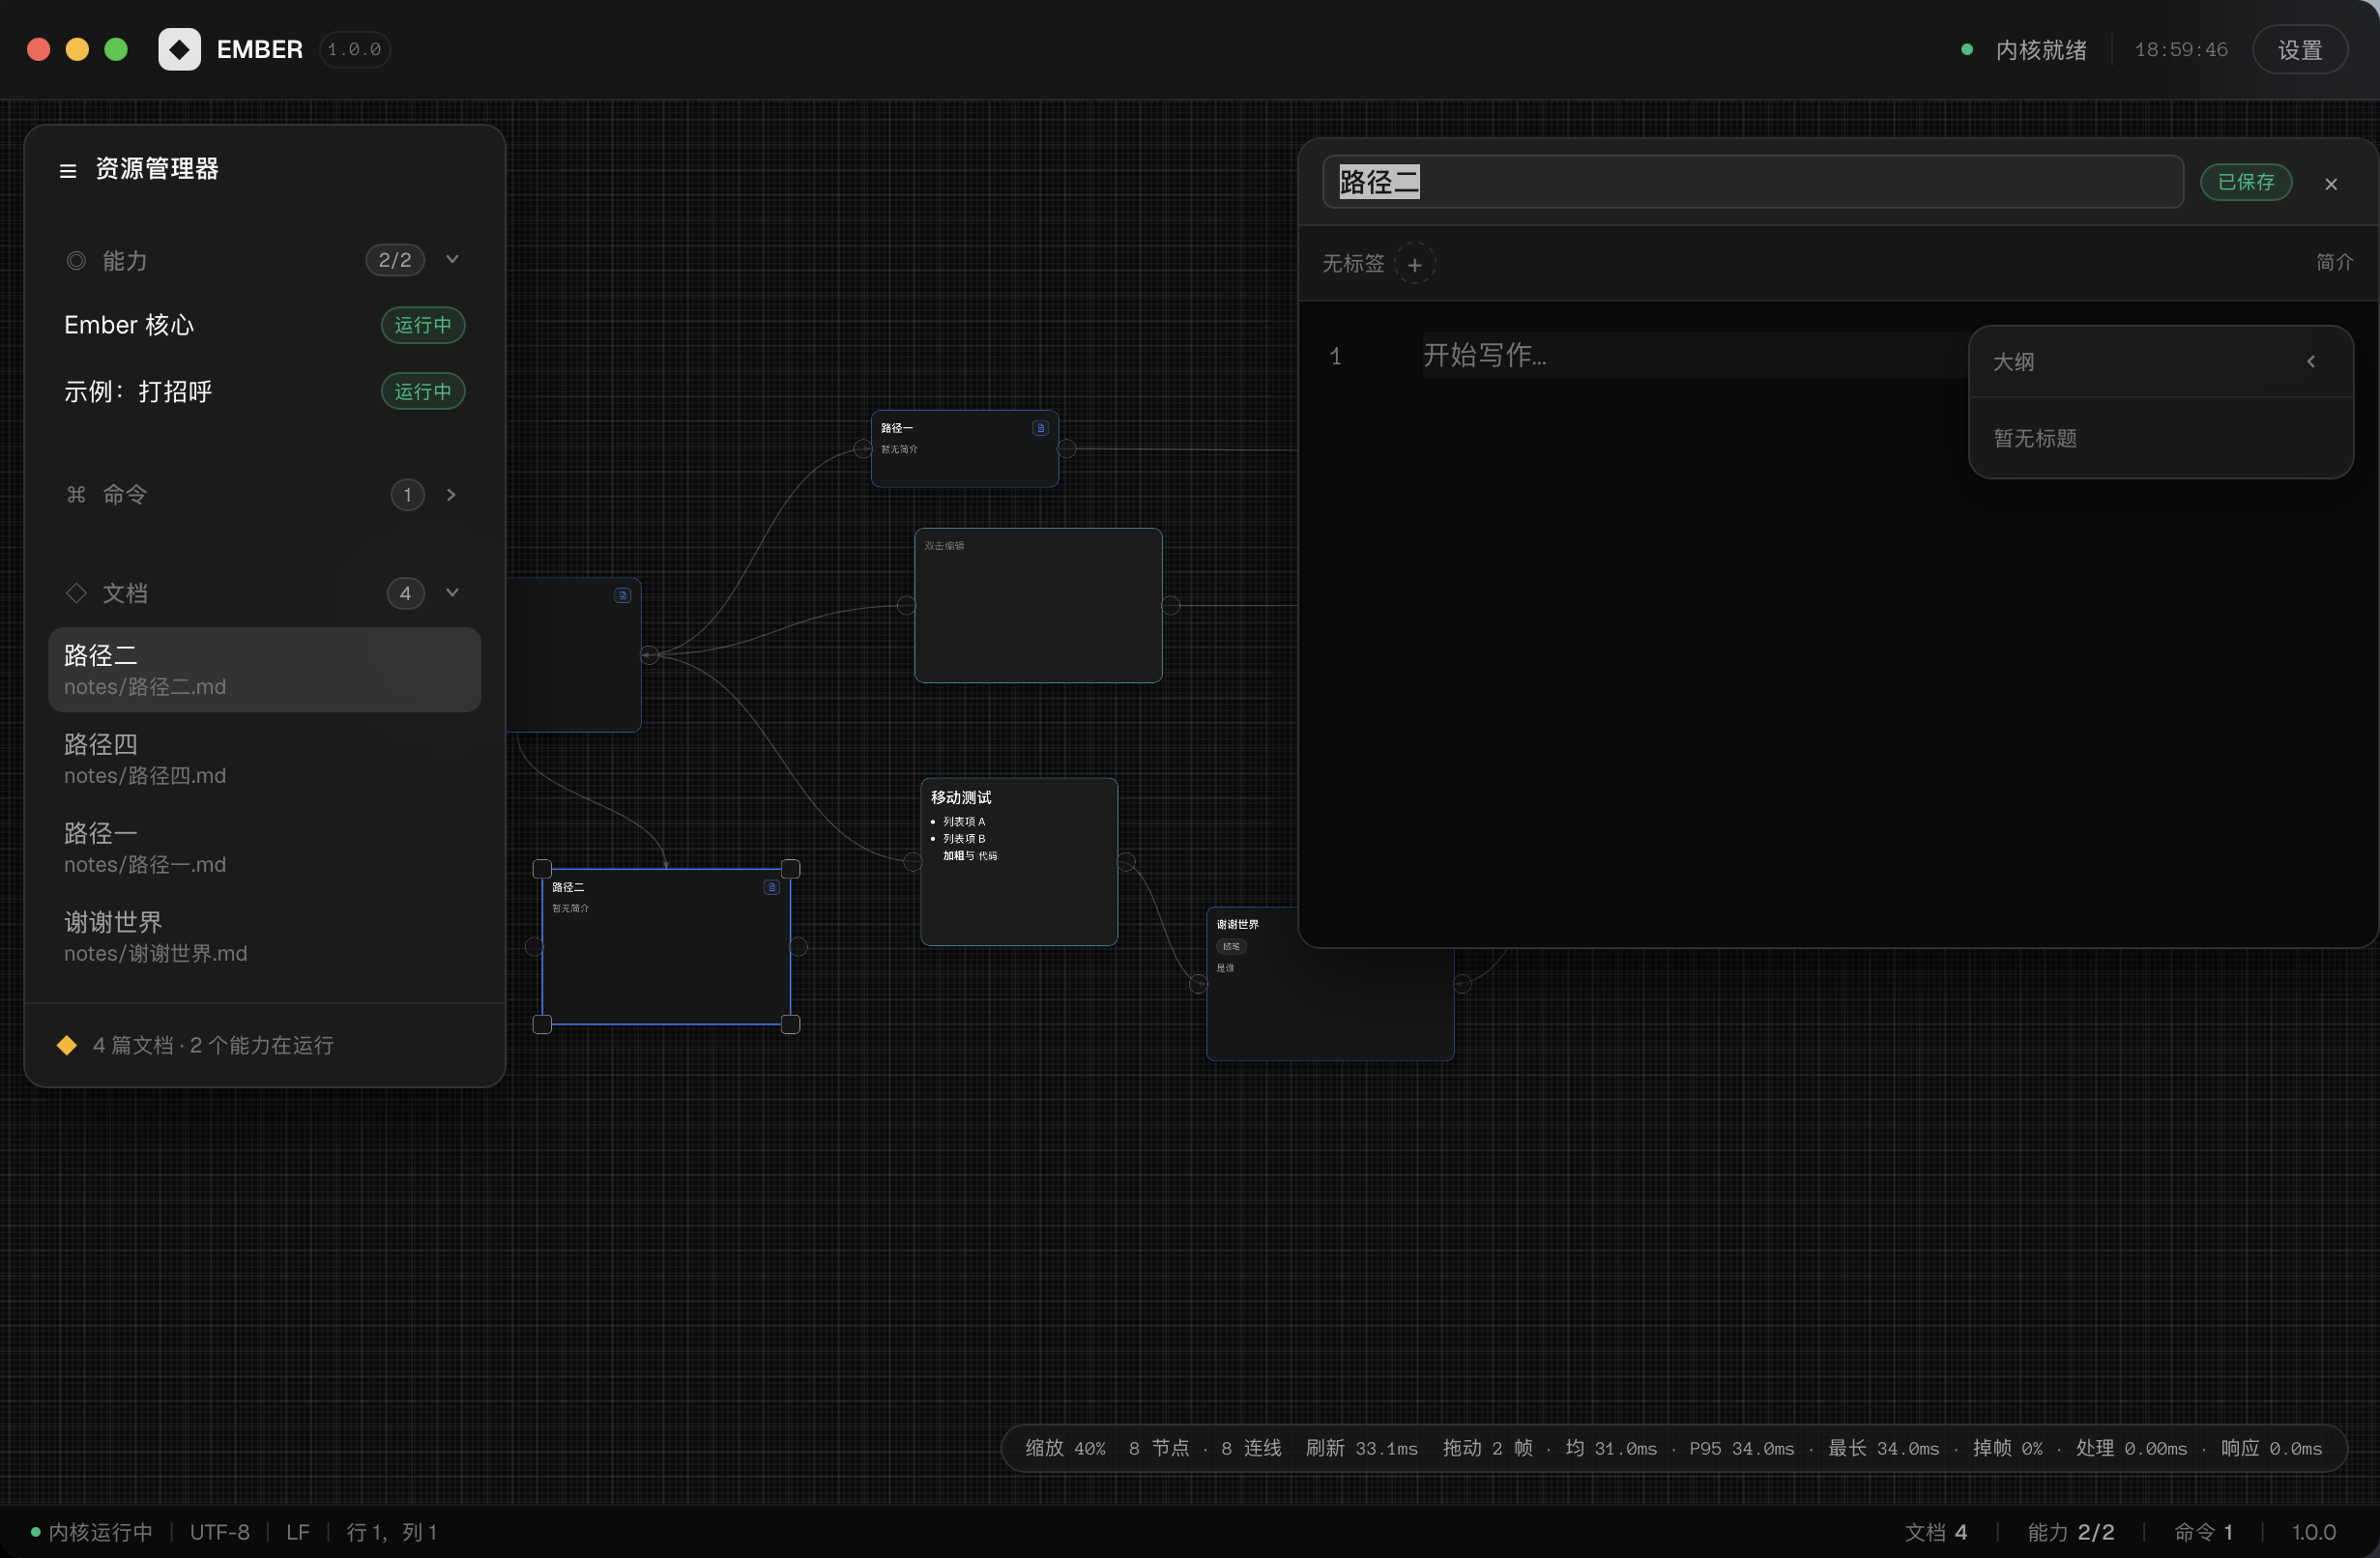 EMBER 1.0.0
内核就绪 18:59:46 设置
资源管理器
能力 2/2
Ember 核心 运行中
示例：打招呼 运行中
命令 1
文档 4
路径二
notes/路径二.md
路径四
notes/路径四.md
路径一
notes/路径一.md
谢谢世界
notes/谢谢世界.md
4 篇文档 · 2 个能力在运行
路径一
暂无简介
双击编辑
移动测试
列表项 A
列表项 B
加粗与 代码
路径二
暂无简介
谢谢世界
随笔
是谁
路径二 已保存 ×
无标签 + 简介
1 开始写作...
大纲
暂无标题
缩放 40% 8 节点 · 8 连线 刷新 33.1ms 拖动 2 帧 · 均 31.0ms · P95 34.0ms · 最长 34.0ms · 掉帧 0% · 处理 0.00ms · 响应 0.0ms
内核运行中 UTF-8 LF 行 1，列 1
文档 4 能力 2/2 命令 1 1.0.0